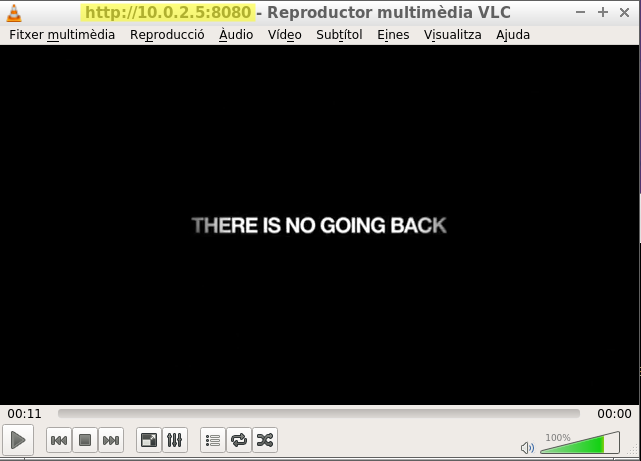 http://10.0.2.5:8080 - Reproductor multimèdia VLC
Fitxer multimèdia Reproducció Àudio Vídeo Subtítol Eines Visualitza Ajuda
THERE IS NO GOING BACK
00:11 00:00
100%